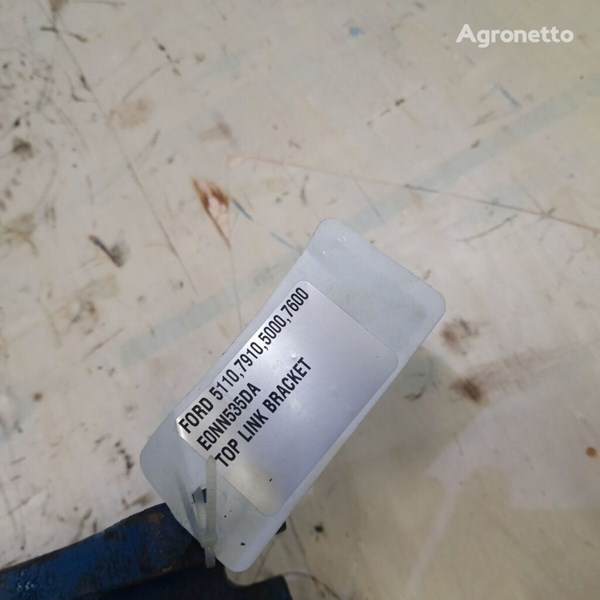 Agronetto
FORD 5110,7910,5000,7600
E0NN535DA
TOP LINK BRACKET